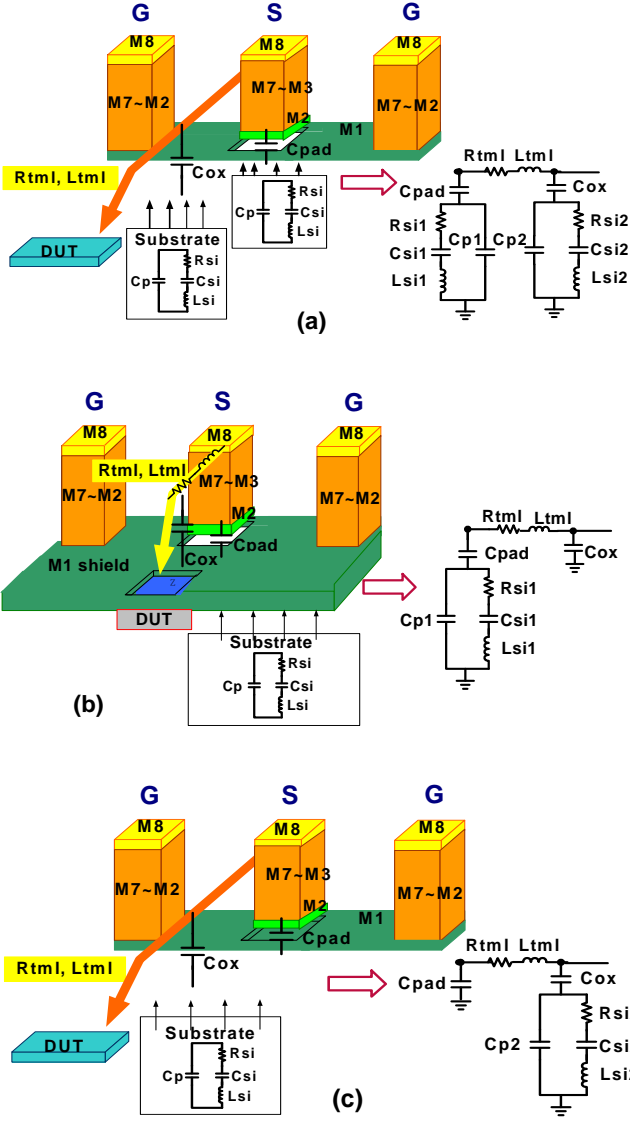 G S G
M8 M8 M8
M7~M2 M7~M3 M7~M2
M2 M1
Cpad
Cox
Rtml, Ltml
DUT
Substrate
Cp Rsi Csi Lsi
Cp Rsi Csi Lsi
Rtml Ltml
Cpad Cox
Rsi1 Rsi2
Csi1 Cp1 Cp2 Csi2
Lsi1 Lsi2
(a)
G S G
M8 M8 M8
Rtml, Ltml
M7~M2 M7~M3 M7~M2
M2
Cpad
Cox
M1 shield
Z
DUT
Substrate
Cp Rsi Csi Lsi
Rtml Ltml
Cpad Cox
Rsi1
Cp1 Csi1
Lsi1
(b)
G S G
M8 M8 M8
M7~M2 M7~M3 M7~M2
M2 M1
Cpad
Cox
Rtml, Ltml
DUT
Substrate
Cp Rsi Csi Lsi
Rtml Ltml
Cpad Cox
Rsi
Cp2 Csi
Lsi
(c)